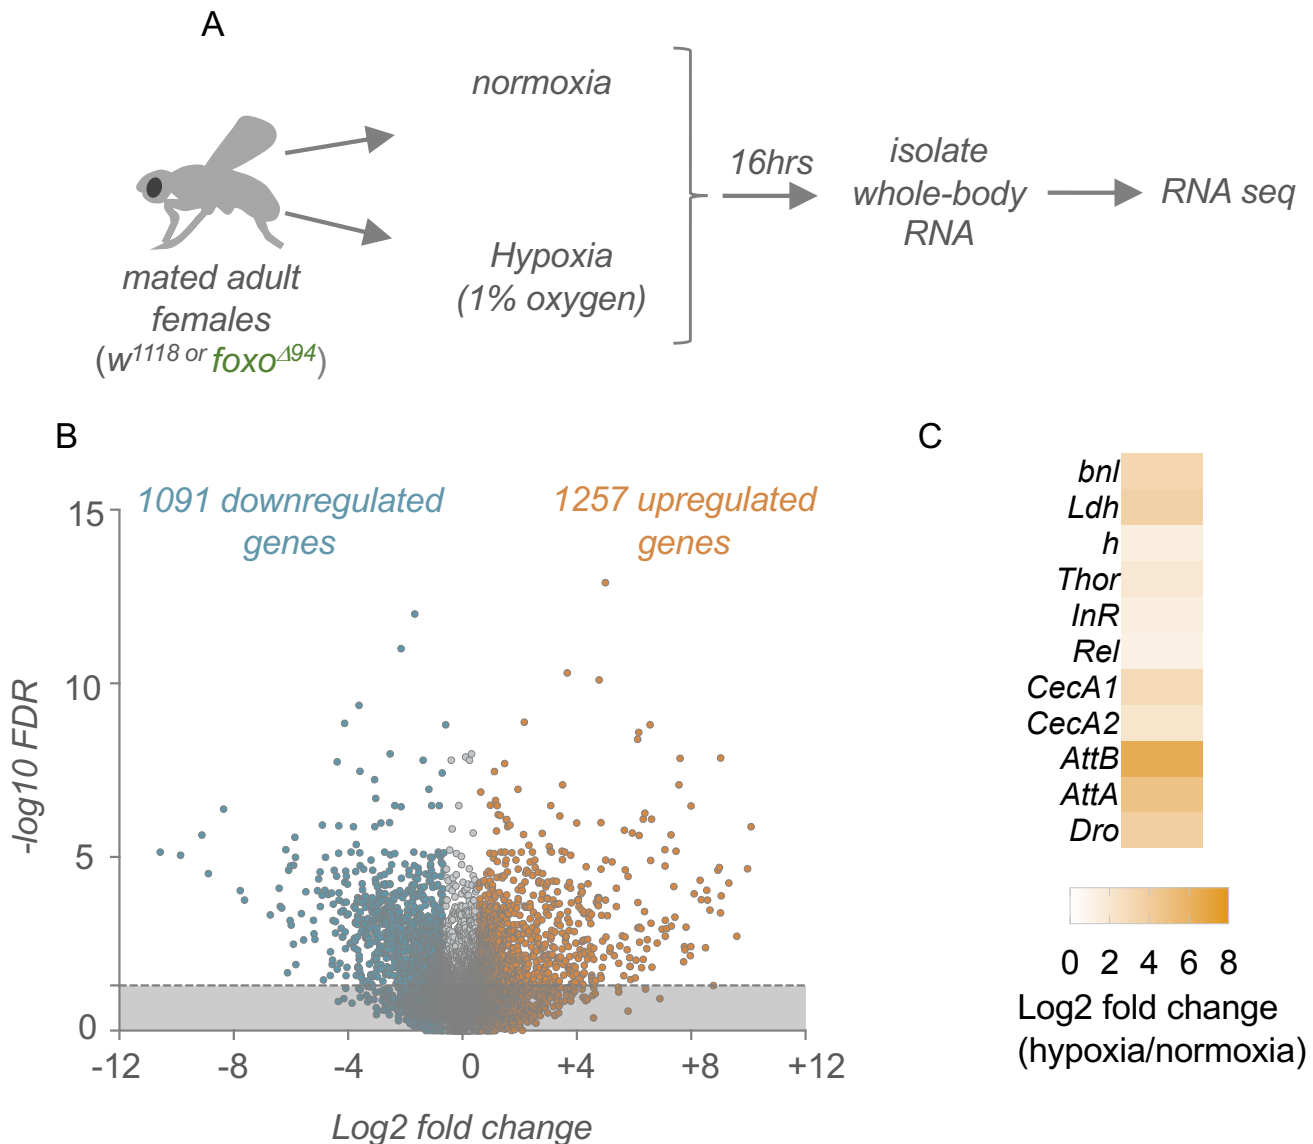 A
normoxia
16hrs
isolate
whole-body
RNA
RNA seq
Hypoxia
(1% oxygen)
mated adult
females
(w1118 or foxoΔ94)
B
1091 downregulated
genes
1257 upregulated
genes
15
10
5
0
-log10 FDR
-12 -8 -4 0 +4 +8 +12
Log2 fold change
C
bnl
Ldh
h
Thor
InR
Rel
CecA1
CecA2
AttB
AttA
Dro
0 2 4 6 8
Log2 fold change
(hypoxia/normoxia)